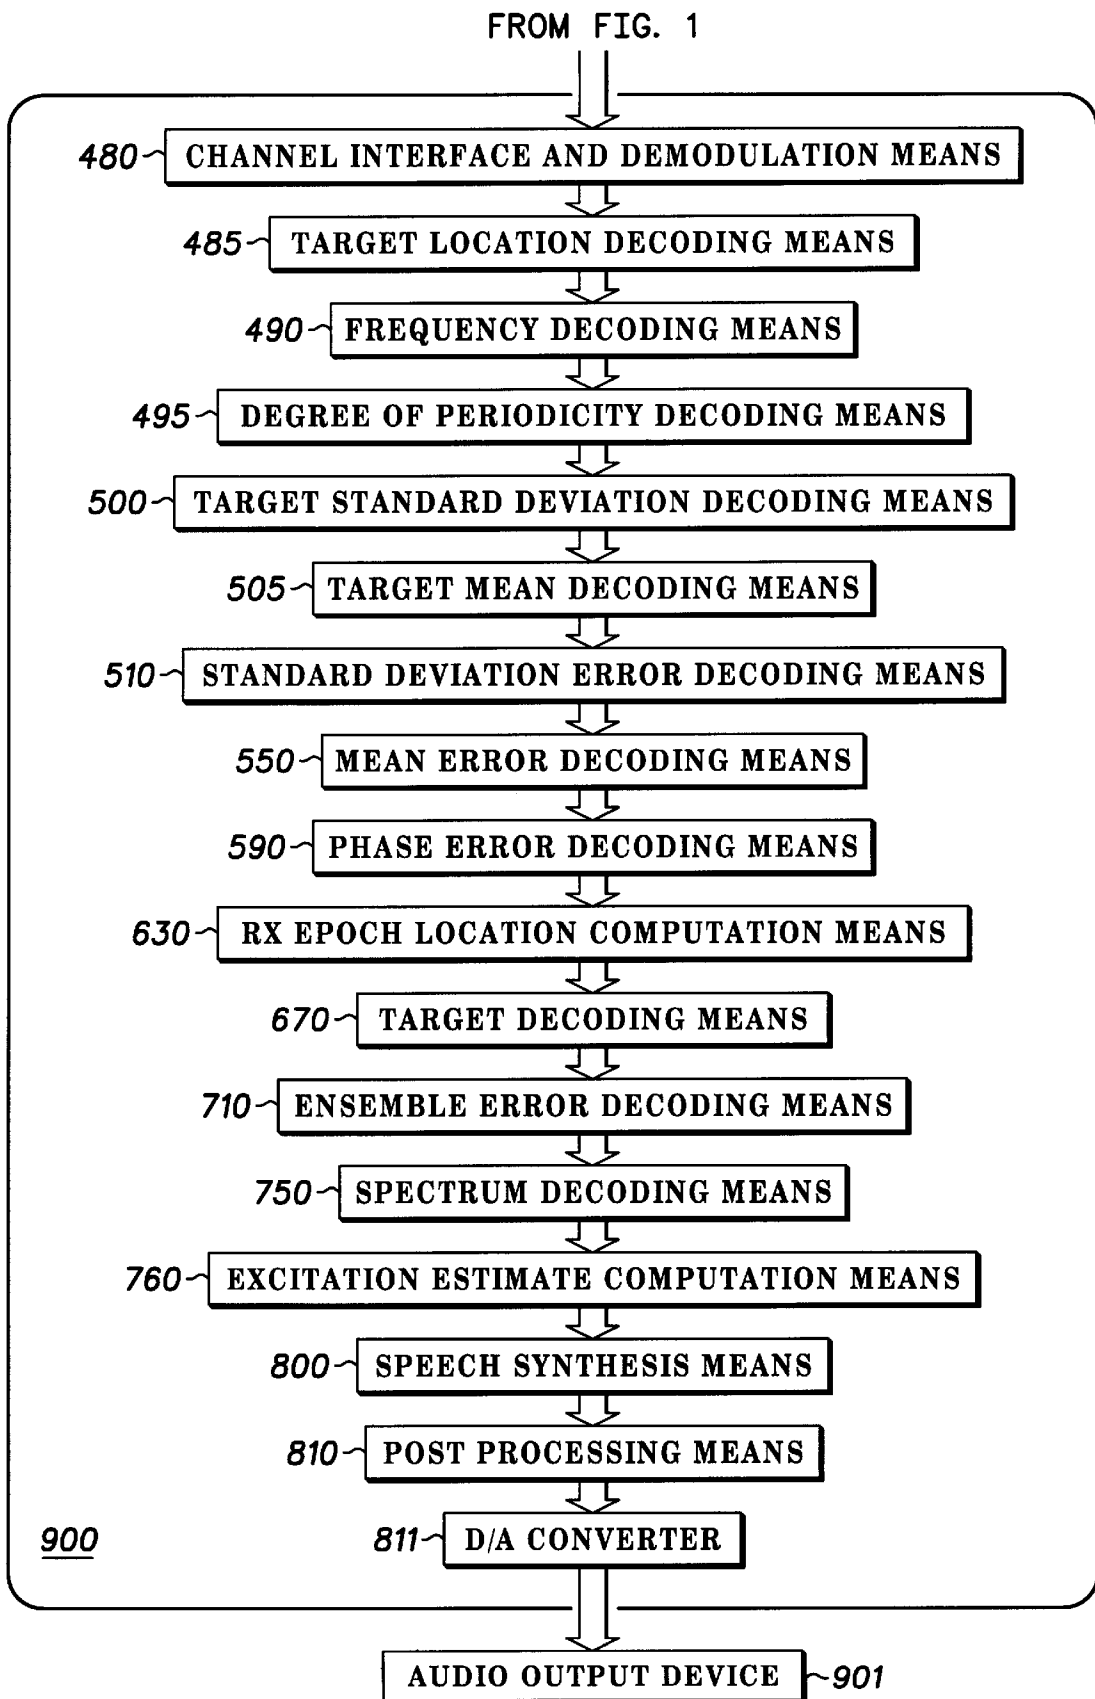 FROM FIG. 1
480 CHANNEL INTERFACE AND DEMODULATION MEANS
485 TARGET LOCATION DECODING MEANS
490 FREQUENCY DECODING MEANS
495 DEGREE OF PERIODICITY DECODING MEANS
500 TARGET STANDARD DEVIATION DECODING MEANS
505 TARGET MEAN DECODING MEANS
510 STANDARD DEVIATION ERROR DECODING MEANS
550 MEAN ERROR DECODING MEANS
590 PHASE ERROR DECODING MEANS
630 RX EPOCH LOCATION COMPUTATION MEANS
670 TARGET DECODING MEANS
710 ENSEMBLE ERROR DECODING MEANS
750 SPECTRUM DECODING MEANS
760 EXCITATION ESTIMATE COMPUTATION MEANS
800 SPEECH SYNTHESIS MEANS
810 POST PROCESSING MEANS
811 D/A CONVERTER
900
AUDIO OUTPUT DEVICE 901